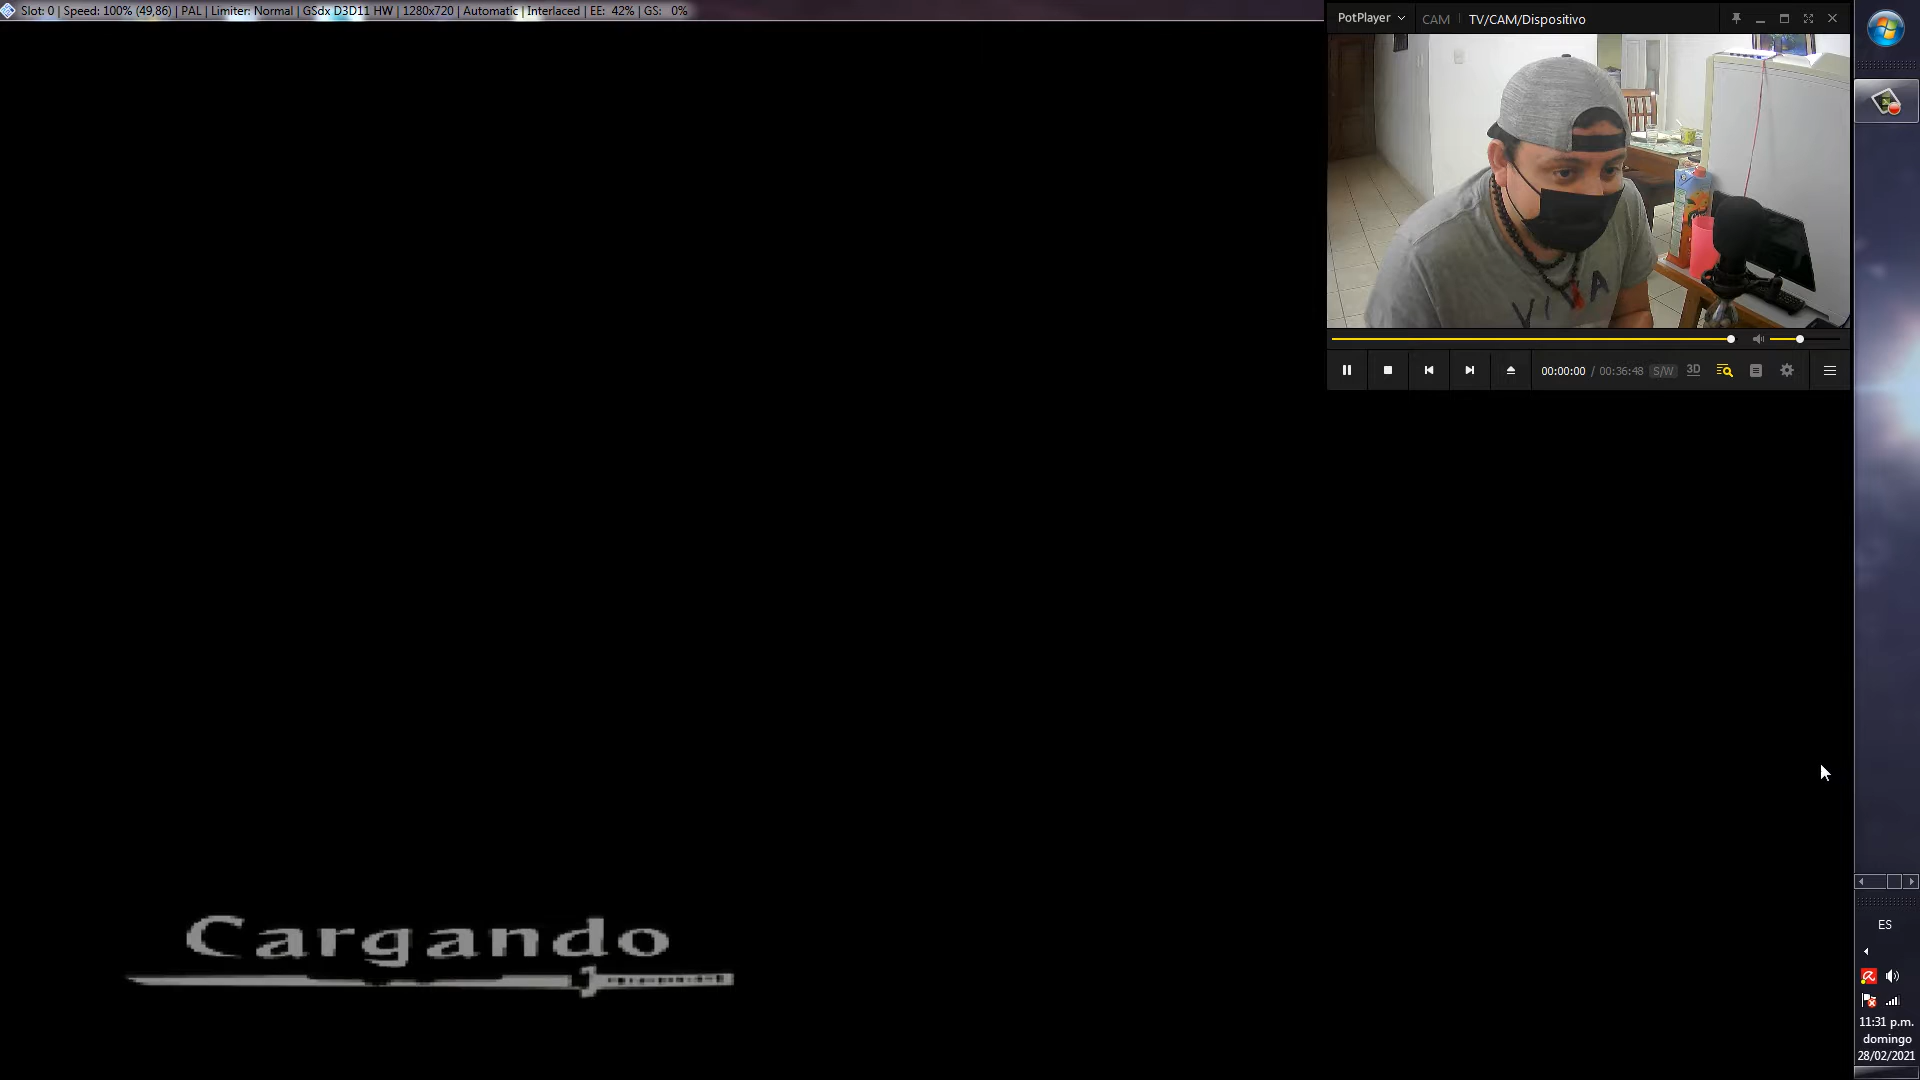 Slot: 0 | Speed: 100% (49,86) | PAL | Limiter: Normal | GSdx D3D11 HW | 1280x720 | Automatic | Interlaced | EE: 42% | GS: 0%
PotPlayer CAM TV/CAM/Dispositivo
VIVA
00:00:00 / 00:36:48 S/W 3D
Cargando
ES
11:31 p.m.
domingo
28/02/2021